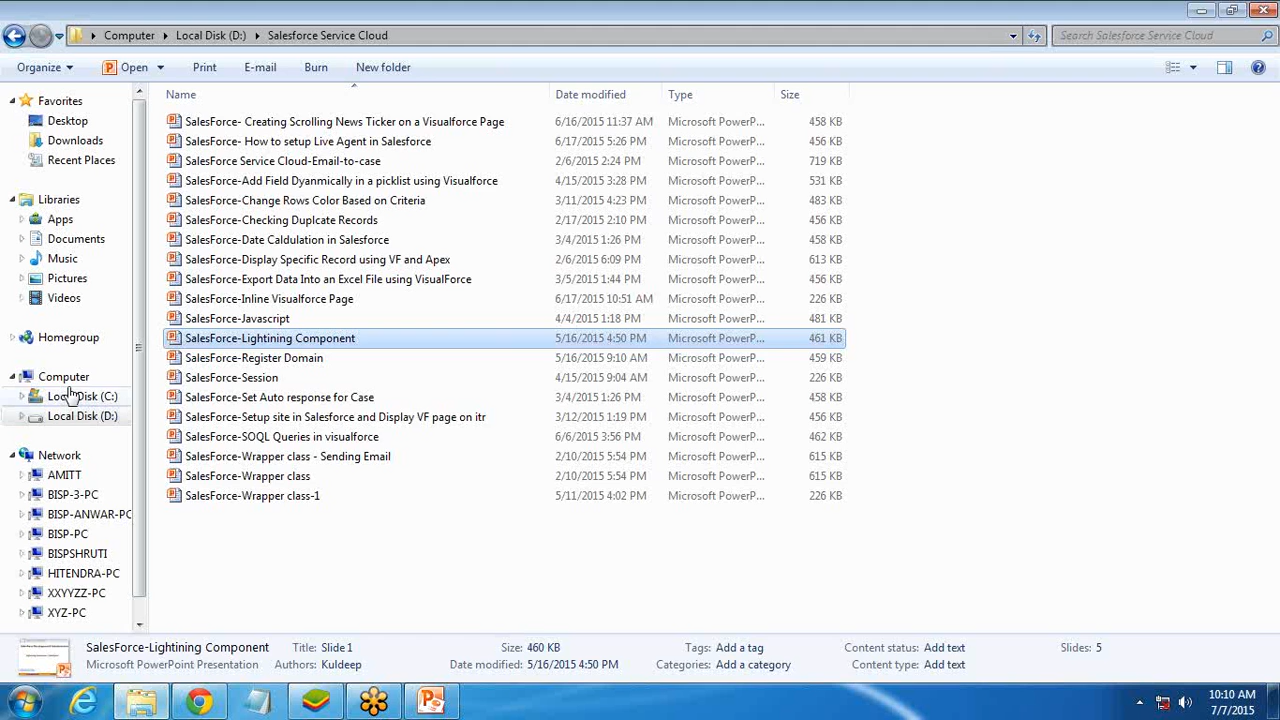 Computer Local Disk (D:) Salesforce Service Cloud Search Salesforce Service Cloud
Organize Open Print E-mail Burn New folder
Name Date modified Type Size
Favorites
Desktop
Downloads
Recent Places
Libraries
Apps
Documents
Music
Pictures
Videos
Homegroup
Computer
Local Disk (C:)
Local Disk (D:)
Network
AMITT
BISP-3-PC
BISP-ANWAR-PC
BISP-PC
BISPSHRUTI
HITENDRA-PC
XXYYZZ-PC
XYZ-PC
SalesForce- Creating Scrolling News Ticker on a Visualforce Page 6/16/2015 11:37 AM Microsoft PowerP... 458 KB
SalesForce- How to setup Live Agent in Salesforce 6/17/2015 5:26 PM Microsoft PowerP... 456 KB
SalesForce Service Cloud-Email-to-case 2/6/2015 2:24 PM Microsoft PowerP... 719 KB
SalesForce-Add Field Dyanmically in a picklist using Visualforce 4/15/2015 3:28 PM Microsoft PowerP... 531 KB
SalesForce-Change Rows Color Based on Criteria 3/11/2015 4:23 PM Microsoft PowerP... 483 KB
SalesForce-Checking Duplcate Records 2/17/2015 2:10 PM Microsoft PowerP... 456 KB
SalesForce-Date Caldulation in Salesforce 3/4/2015 1:26 PM Microsoft PowerP... 458 KB
SalesForce-Display Specific Record using VF and Apex 2/6/2015 6:09 PM Microsoft PowerP... 613 KB
SalesForce-Export Data Into an Excel File using VisualForce 3/5/2015 1:44 PM Microsoft PowerP... 456 KB
SalesForce-Inline Visualforce Page 6/17/2015 10:51 AM Microsoft PowerP... 226 KB
SalesForce-Javascript 4/4/2015 1:18 PM Microsoft PowerP... 481 KB
SalesForce-Lightining Component 5/16/2015 4:50 PM Microsoft PowerP... 461 KB
SalesForce-Register Domain 5/16/2015 9:10 AM Microsoft PowerP... 459 KB
SalesForce-Session 4/15/2015 9:04 AM Microsoft PowerP... 226 KB
SalesForce-Set Auto response for Case 3/4/2015 1:26 PM Microsoft PowerP... 458 KB
SalesForce-Setup site in Salesforce and Display VF page on itr 3/12/2015 1:19 PM Microsoft PowerP... 456 KB
SalesForce-SOQL Queries in visualforce 6/6/2015 3:56 PM Microsoft PowerP... 462 KB
SalesForce-Wrapper class - Sending Email 2/10/2015 5:54 PM Microsoft PowerP... 615 KB
SalesForce-Wrapper class 2/10/2015 5:54 PM Microsoft PowerP... 615 KB
SalesForce-Wrapper class-1 5/11/2015 4:02 PM Microsoft PowerP... 226 KB
SalesForce-Lightining Component Title: Slide 1 Size: 460 KB Tags: Add a tag Content status: Add text Slides: 5
Microsoft PowerPoint Presentation Authors: Kuldeep Date modified: 5/16/2015 4:50 PM Categories: Add a category Content type: Add text
10:10 AM
7/7/2015